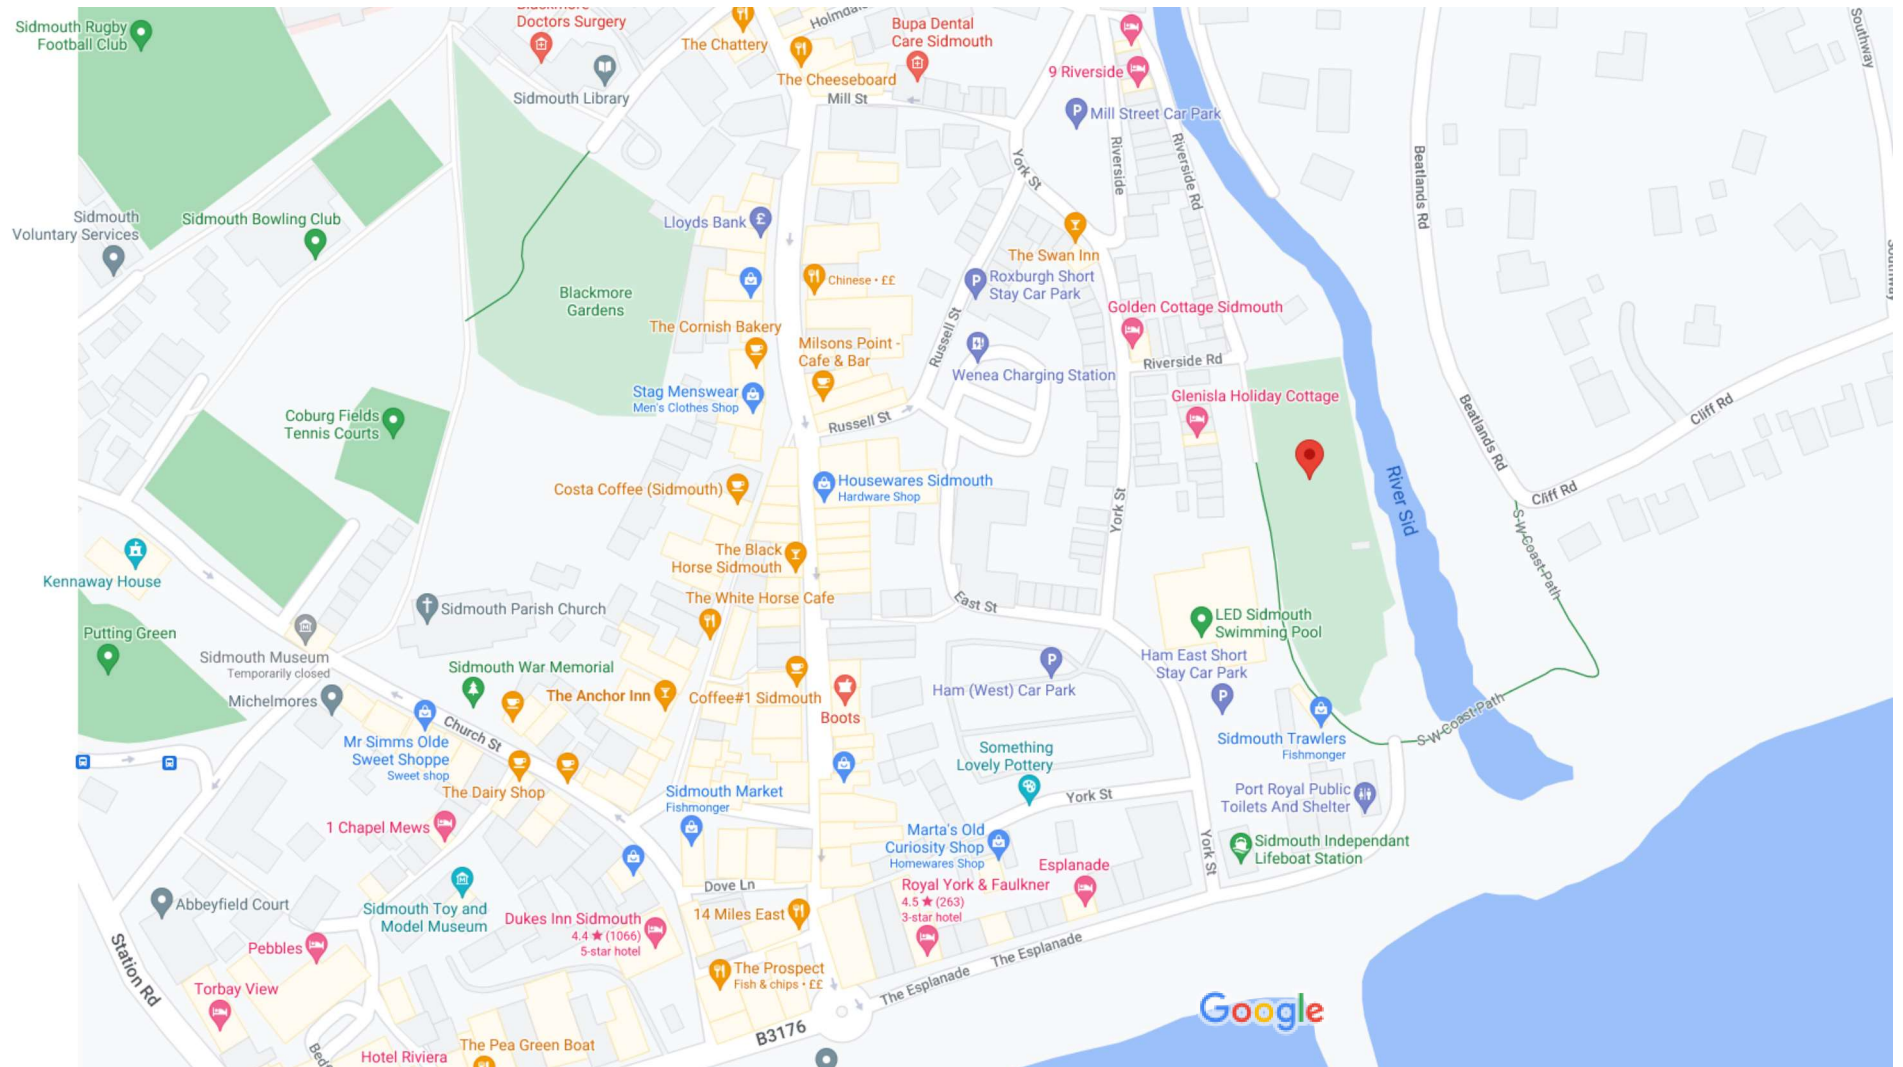 Sidmouth Rugby
Football Club
Doctors Surgery
Sidmouth Library
The Chattery
Holmdale
The Cheeseboard
Bupa Dental
Care Sidmouth
Mill St
9 Riverside
Mill Street Car Park
Southway
Southway
Riverside
Riverside Rd
York St
Beatlands Rd
Sidmouth
Voluntary Services
Sidmouth Bowling Club
Lloyds Bank
The Swan Inn
Chinese • ££
Roxburgh Short
Stay Car Park
Blackmore
Gardens
The Cornish Bakery
Milsons Point -
Cafe & Bar
Russell St
Golden Cottage Sidmouth
Riverside Rd
Wenea Charging Station
Stag Menswear
Men's Clothes Shop
Glenisla Holiday Cottage
Coburg Fields
Tennis Courts
Russell St
Beatlands Rd
Cliff Rd
Cliff Rd
Costa Coffee (Sidmouth)
Housewares Sidmouth
Hardware Shop
York St
River Sid
S W Coast Path
The Black
Horse Sidmouth
Kennaway House
The White Horse Cafe
East St
Sidmouth Parish Church
LED Sidmouth
Swimming Pool
Putting Green
Sidmouth Museum
Temporarily closed
Sidmouth War Memorial
Ham East Short
Stay Car Park
Michelmores
The Anchor Inn
Coffee#1 Sidmouth
Ham (West) Car Park
Boots
Church St
S W Coast Path
Mr Simms Olde
Sweet Shoppe
Sweet shop
Sidmouth Trawlers
Fishmonger
Something
Lovely Pottery
The Dairy Shop
Sidmouth Market
Fishmonger
York St
Port Royal Public
Toilets And Shelter
1 Chapel Mews
Marta's Old
Curiosity Shop
Homewares Shop
York St
Sidmouth Independant
Lifeboat Station
Esplanade
Dove Ln
Royal York & Faulkner
4.5 ★ (263)
3-star hotel
Abbeyfield Court
Sidmouth Toy and
Model Museum
Dukes Inn Sidmouth
4.4 ★ (1066)
5-star hotel
14 Miles East
Station Rd
Pebbles
The Esplanade
The Esplanade
The Prospect
Fish & chips • ££
Torbay View
Google
B3176
The Pea Green Boat
Hotel Riviera